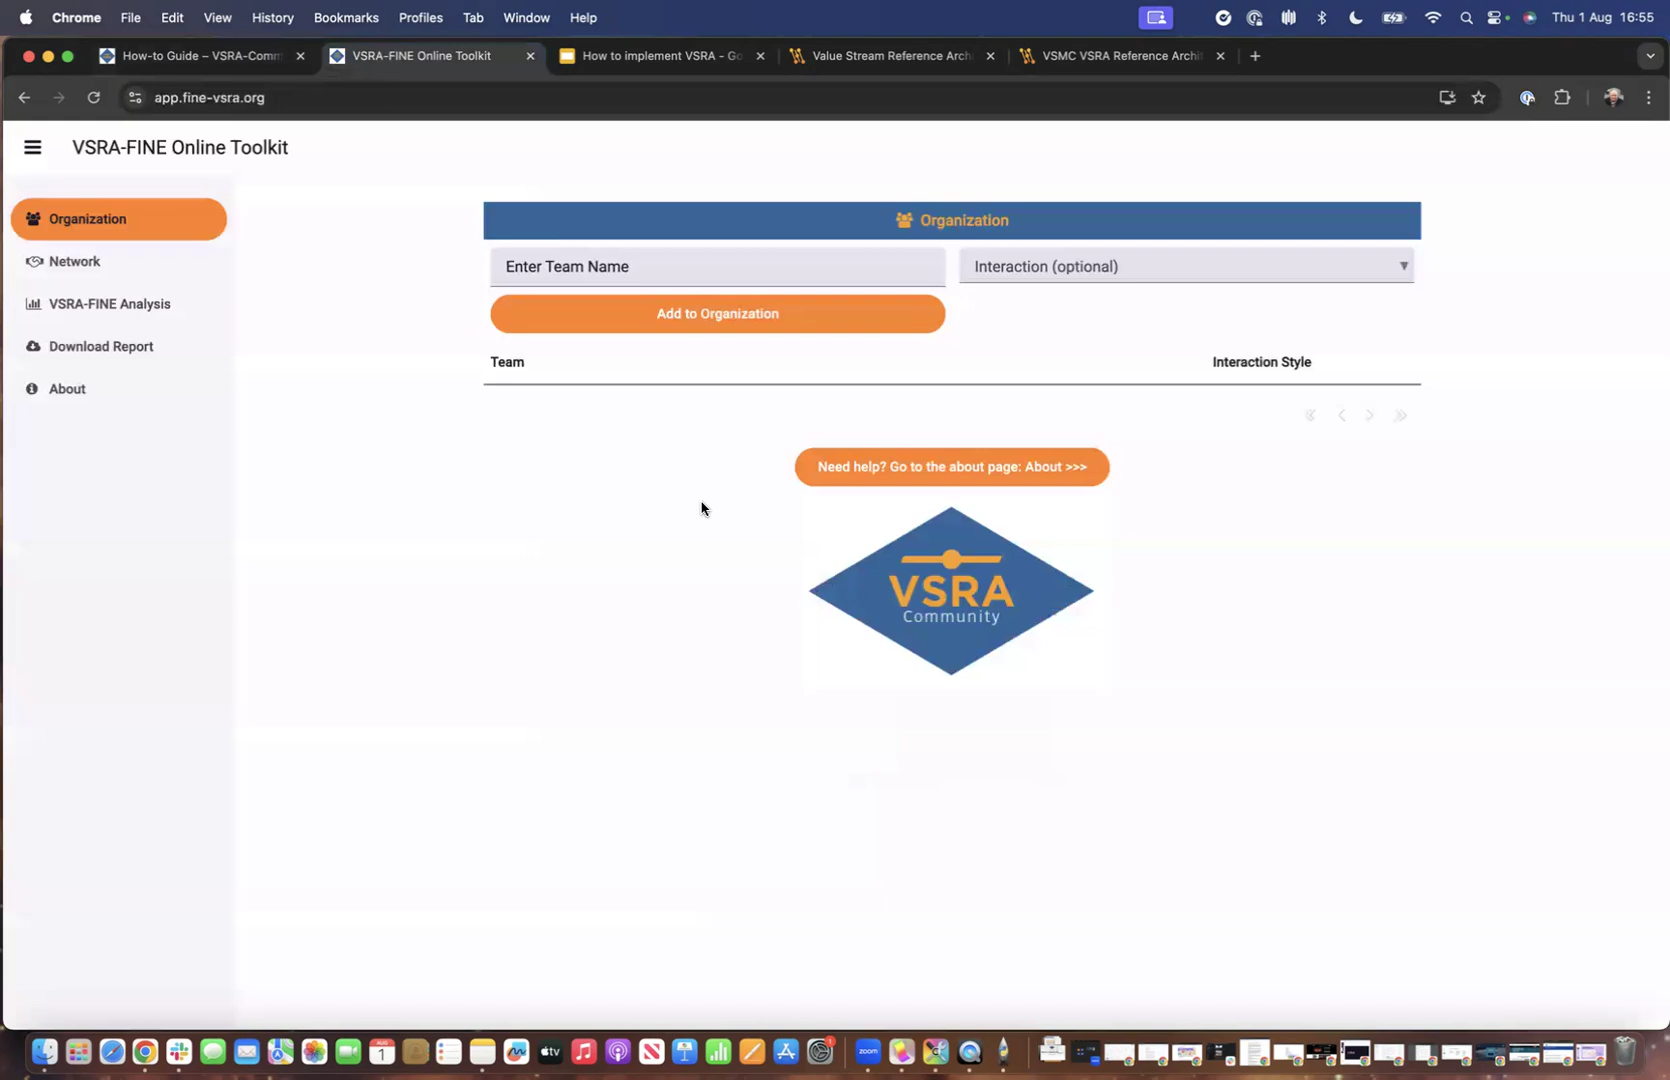 Chrome File Edit View History Bookmarks Profiles Tab Window Help Thu 1 Aug 16:55
How-to Guide – VSRA-Comm VSRA-FINE Online Toolkit How to implement VSRA - Go Value Stream Reference Arch VSMC VSRA Reference Archit
app.fine-vsra.org
VSRA-FINE Online Toolkit
Organization
Network
VSRA-FINE Analysis
Download Report
About
Organization
Enter Team Name Interaction (optional)
Add to Organization
Team Interaction Style
Need help? Go to the about page: About >>>
VSRA
Community